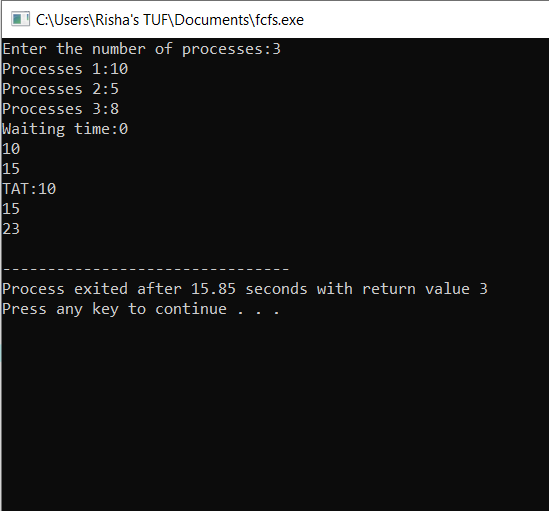 C:\Users\Risha's TUF\Documents\fcfs.exe
Enter the number of processes:3
Processes 1:10
Processes 2:5
Processes 3:8
Waiting time:0
10
15
TAT:10
15
23
--------------------------------
Process exited after 15.85 seconds with return value 3
Press any key to continue . . .